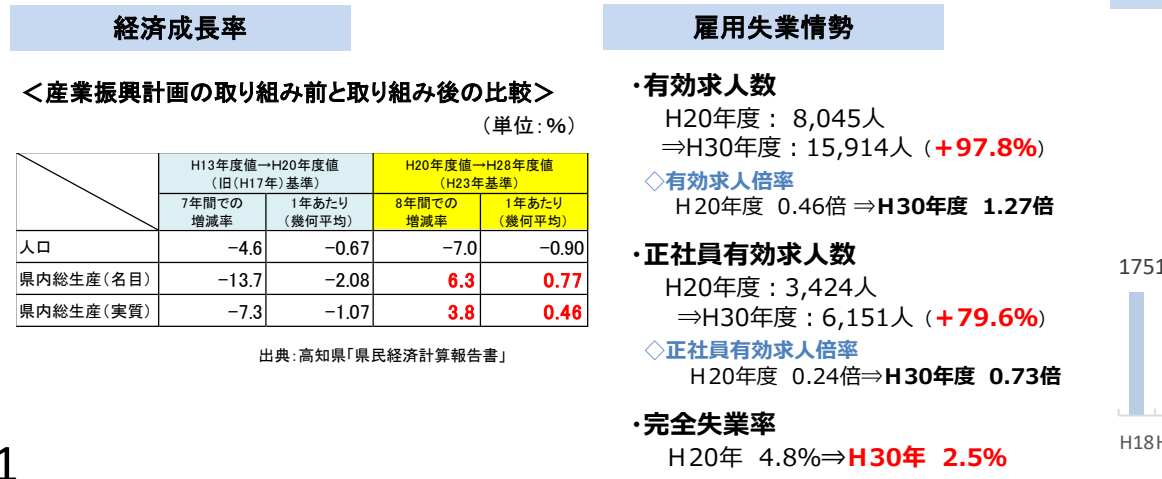 経済成長率
＜産業振興計画の取り組み前と取り組み後の比較＞
（単位：%）
H13年度値→H20年度値
（旧（H17年）基準）
H20年度値→H28年度値
（H23年基準）
7年間での
増減率
1年あたり
（幾何平均）
8年間での
増減率
1年あたり
（幾何平均）
人口 −4.6 −0.67 −7.0 −0.90
県内総生産（名目） −13.7 −2.08 6.3 0.77
県内総生産（実質） −7.3 −1.07 3.8 0.46
出典：高知県「県民経済計算報告書」
1
雇用失業情勢
・有効求人数
H20年度： 8,045人
⇒H30年度：15,914人（＋97.8%）
◇有効求人倍率
H20年度 0.46倍 ⇒H30年度 1.27倍
・正社員有効求人数
H20年度：3,424人
⇒H30年度：6,151人（＋79.6%）
◇正社員有効求人倍率
H20年度 0.24倍⇒H30年度 0.73倍
・完全失業率
H20年 4.8%⇒H30年 2.5%
1751
H18